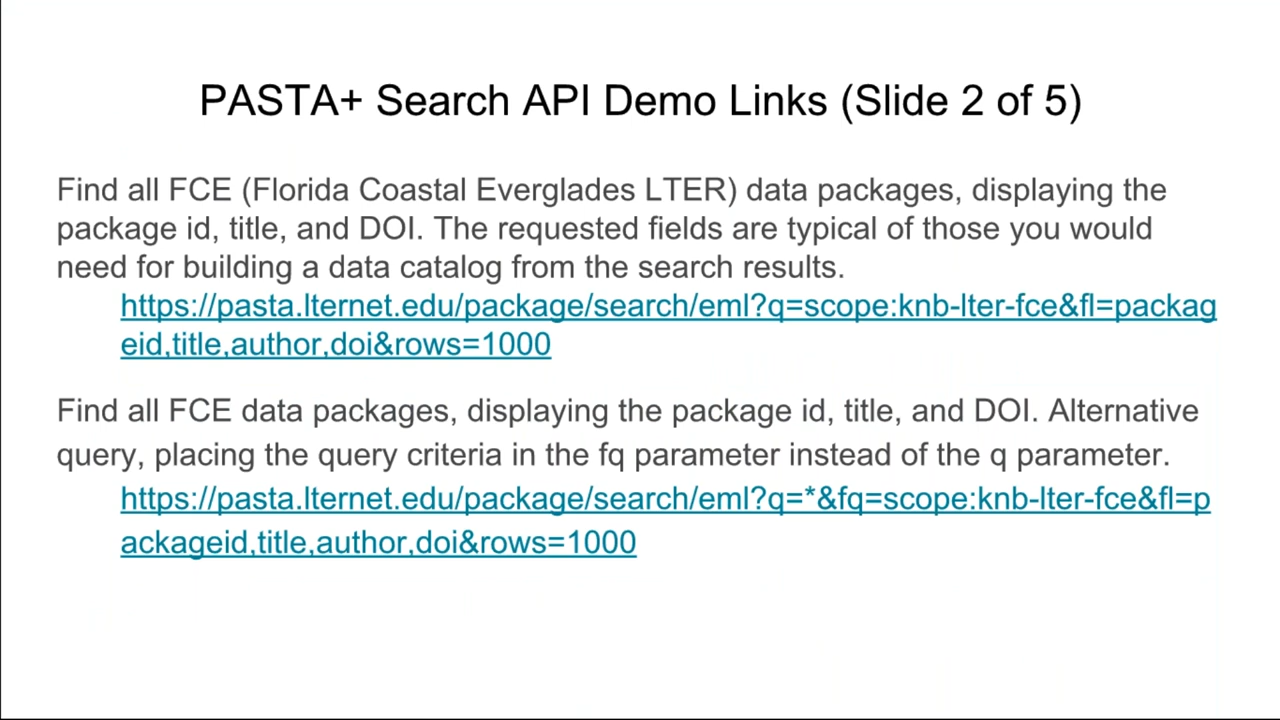 PASTA+ Search API Demo Links (Slide 2 of 5)
Find all FCE (Florida Coastal Everglades LTER) data packages, displaying the
package id, title, and DOI. The requested fields are typical of those you would
need for building a data catalog from the search results.
https://pasta.lternet.edu/package/search/eml?q=scope:knb-lter-fce&fl=packag
eid,title,author,doi&rows=1000
Find all FCE data packages, displaying the package id, title, and DOI. Alternative
query, placing the query criteria in the fq parameter instead of the q parameter.
https://pasta.lternet.edu/package/search/eml?q=*&fq=scope:knb-lter-fce&fl=p
ackageid,title,author,doi&rows=1000